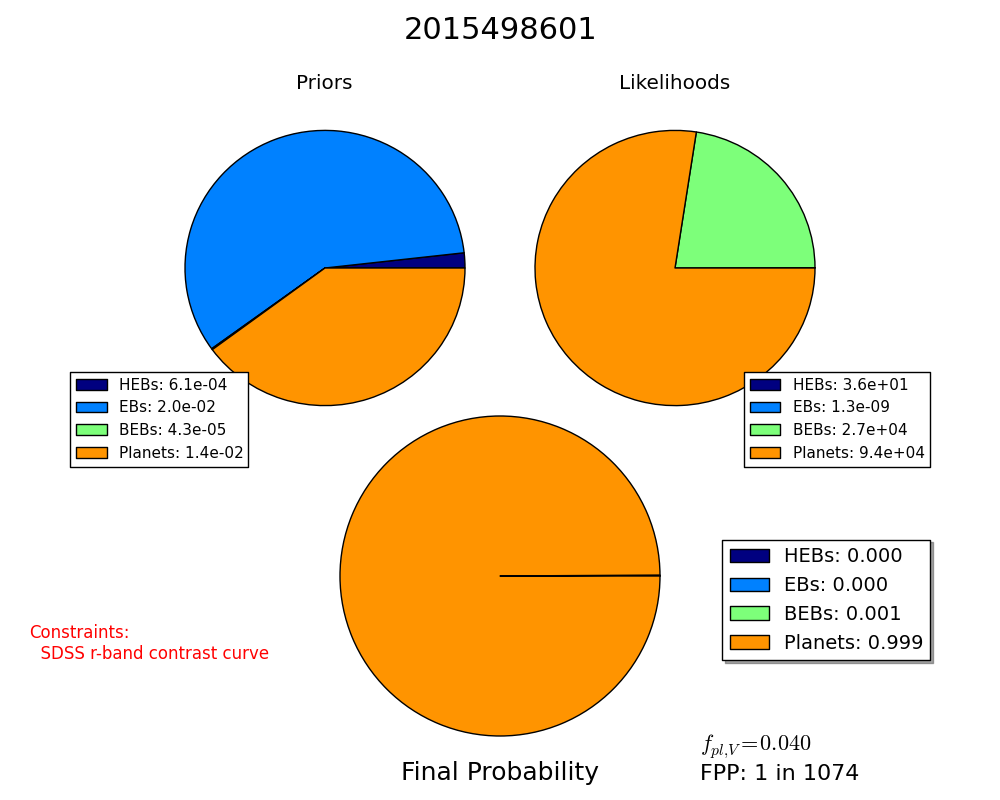 2015498601
Priors
Likelihoods
HEBs: 6.1e-04
EBs: 2.0e-02
BEBs: 4.3e-05
Planets: 1.4e-02
HEBs: 3.6e+01
EBs: 1.3e-09
BEBs: 2.7e+04
Planets: 9.4e+04
HEBs: 0.000
EBs: 0.000
BEBs: 0.001
Planets: 0.999
Constraints:
SDSS r-band contrast curve
f_{pl,V}=0.040
Final Probability
FPP: 1 in 1074